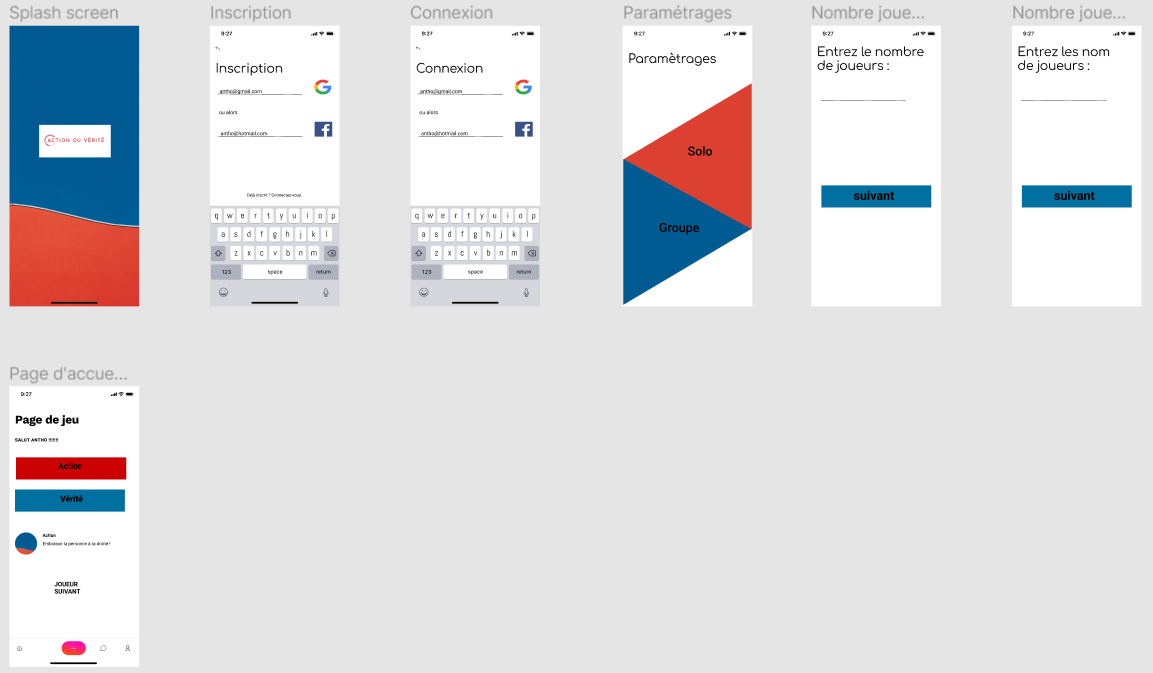 Splash screen
Inscription
Connexion
Paramétrages
Nombre joue...
Nombre joue...
ACTION OU VÉRITÉ
9:27
Inscription
antho@gmail.com
ou alors
antho@hotmail.com
Déjà inscrit ? Connectez-vous.
q w e r t y u i o p
a s d f g h j k l
z x c v b n m
123 space return
9:27
Connexion
antho@gmail.com
ou alors
antho@hotmail.com
q w e r t y u i o p
a s d f g h j k l
z x c v b n m
123 space return
9:27
Paramètrages
Solo
Groupe
9:27
Entrez le nombre
de joueurs :
suivant
9:27
Entrez les nom
de joueurs :
suivant
Page d'accue...
9:27
Page de jeu
SALUT ANTHO
Action
Vérité
Action
la personne à ta droite!
JOUEUR
SUIVANT